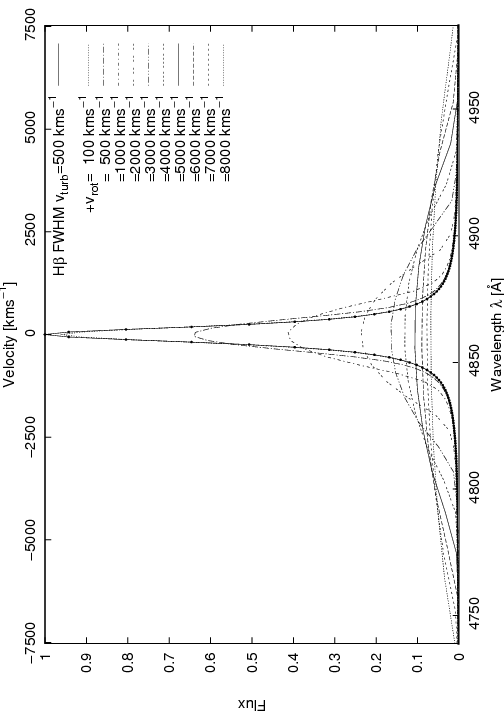 Velocity [kms⁻¹]
−7500 −5000 −2500 0 2500 5000 7500
Hβ FWHM v_turb=500 kms⁻¹
+v_rot= 100 kms⁻¹
= 500 kms⁻¹
=1000 kms⁻¹
=2000 kms⁻¹
=3000 kms⁻¹
=4000 kms⁻¹
=5000 kms⁻¹
=6000 kms⁻¹
=7000 kms⁻¹
=8000 kms⁻¹
Flux
1
0.9
0.8
0.7
0.6
0.5
0.4
0.3
0.2
0.1
0
4750 4800 4850 4900 4950
Wavelength λ [Å]